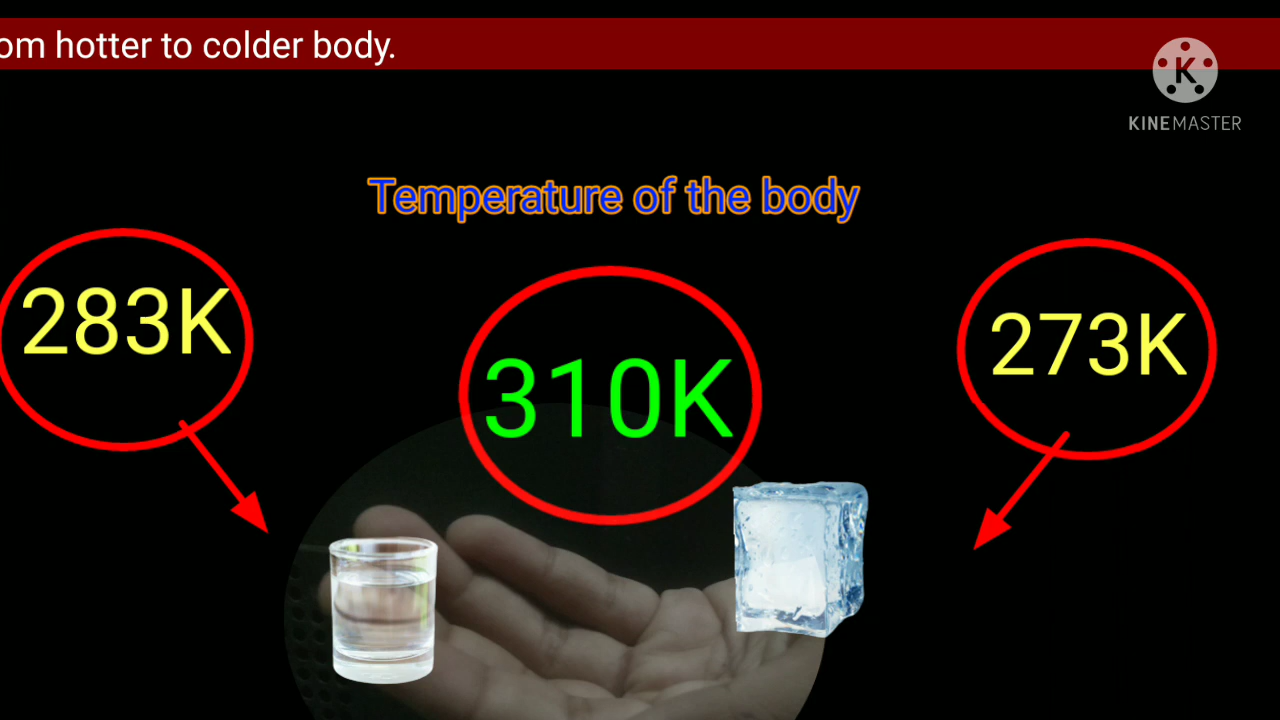 om hotter to colder body.
K
KINEMASTER
Temperature of the body
283K
310K
273K